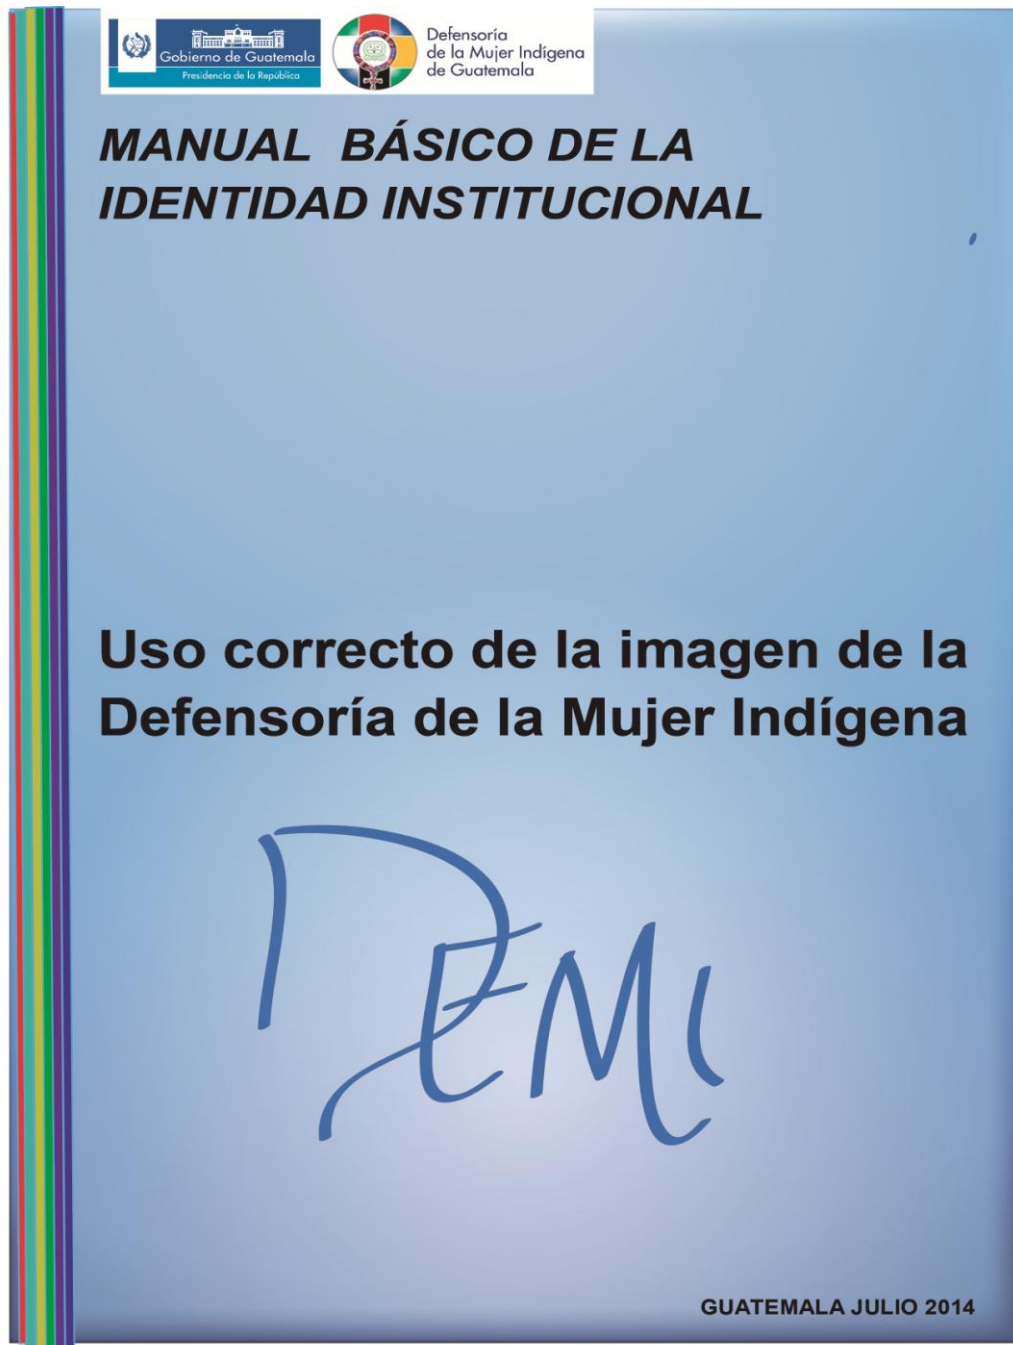 Gobierno de Guatemala
Presidencia de la República
Defensoría
de la Mujer Indígena
de Guatemala
MANUAL BÁSICO DE LA
IDENTIDAD INSTITUCIONAL
Uso correcto de la imagen de la
Defensoría de la Mujer Indígena
DEMI
GUATEMALA JULIO 2014